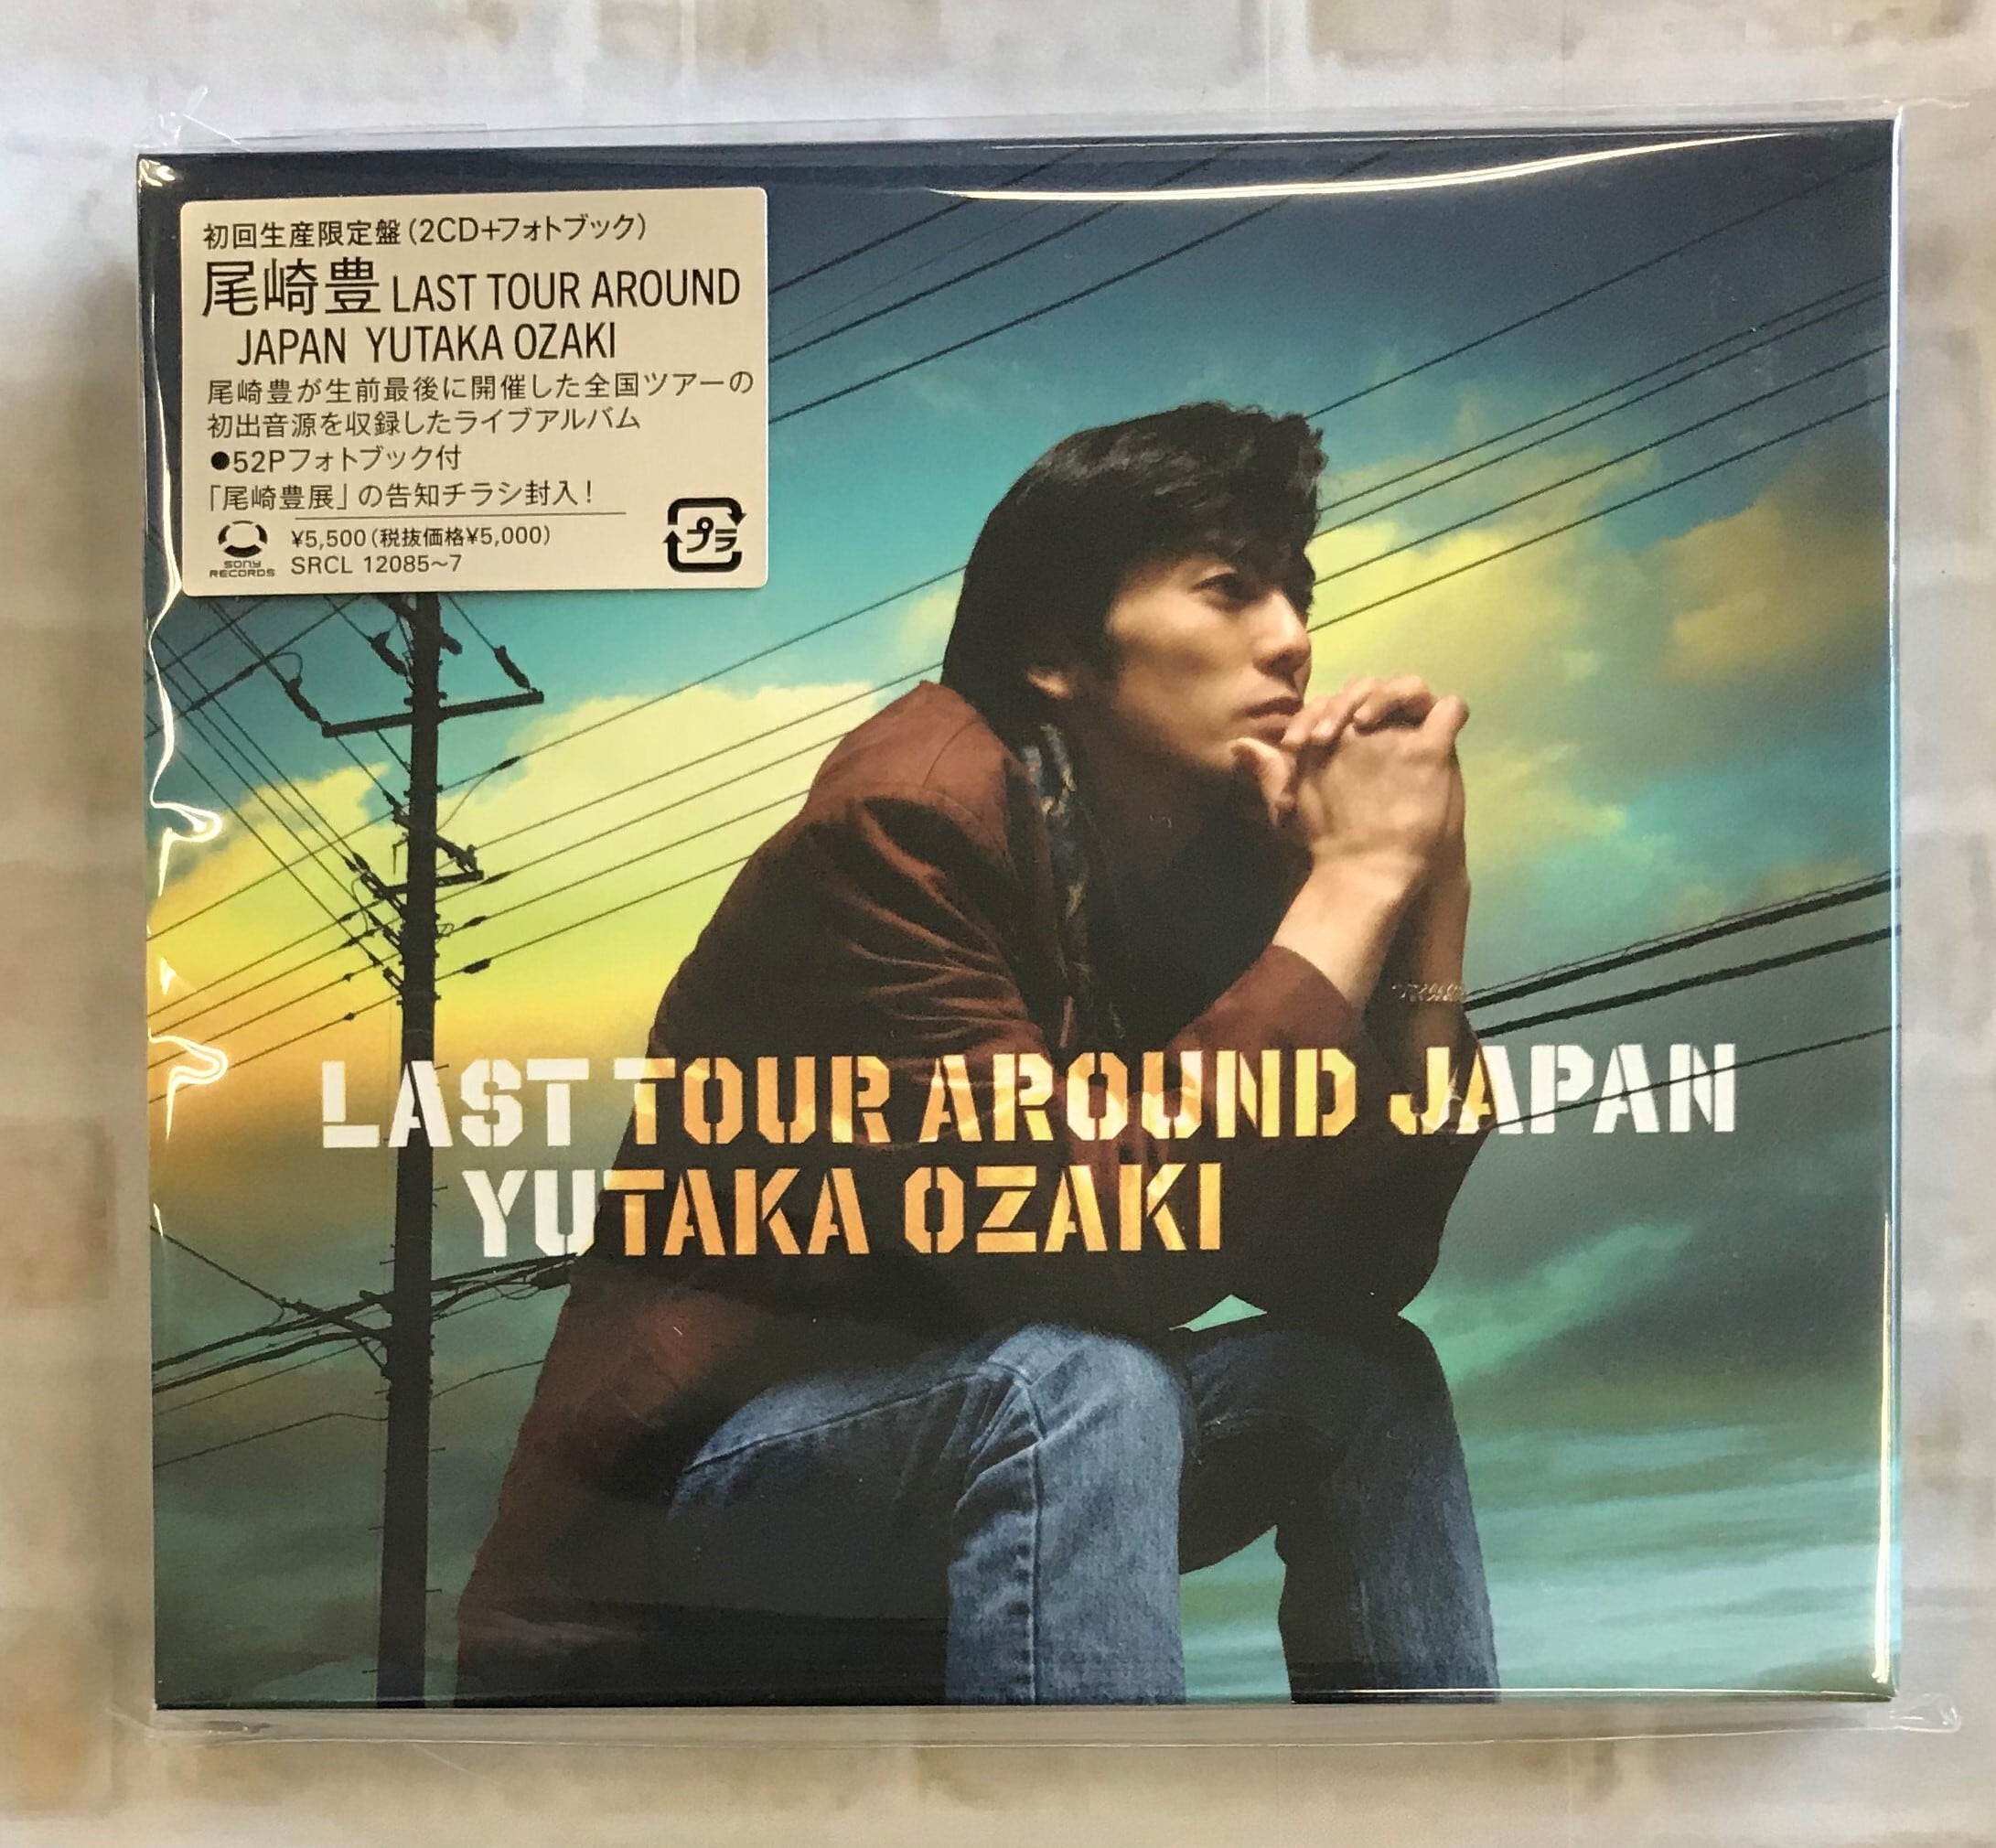 初回生産限定盤(2CD+フォトブック)
尾崎豊 LAST TOUR AROUND
JAPAN YUTAKA OZAKI
尾崎豊が生前最後に開催した全国ツアーの
初出音源を収録したライブアルバム
●52Pフォトブック付
「尾崎豊展」の告知チラシ封入!
¥5,500(税抜価格¥5,000)
SONY
RECORDS
SRCL 12085~7
プラ
LAST TOUR AROUND JAPAN
YUTAKA OZAKI